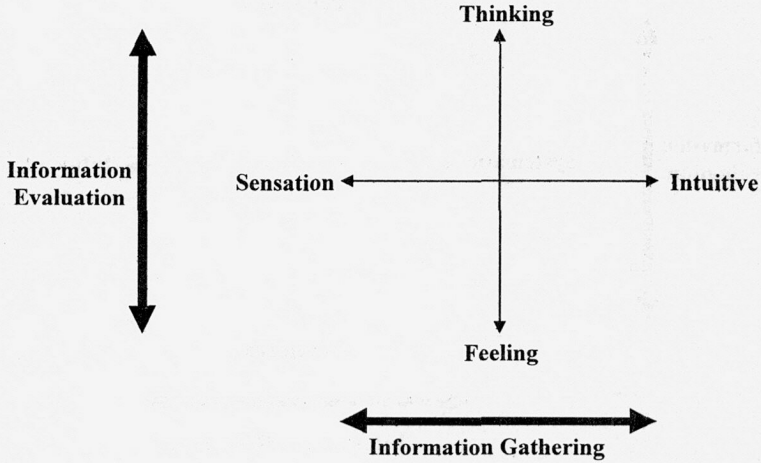 Thinking
Information
Evaluation
Sensation
Intuitive
Feeling
Information Gathering